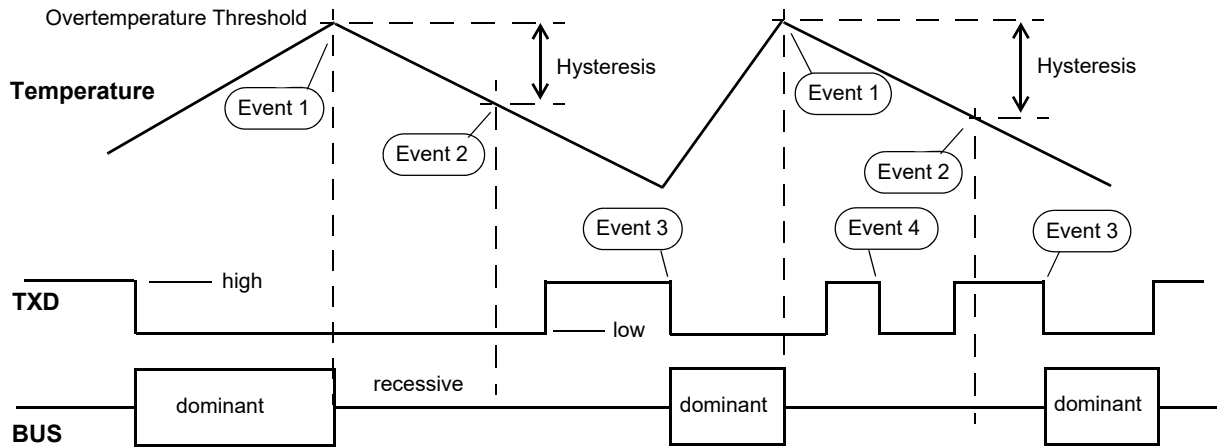 Overtemperature Threshold
Hysteresis
Hysteresis
Temperature
Event 1
Event 1
Event 2
Event 2
Event 3
Event 4
Event 3
high
TXD
low
recessive
dominant
dominant
dominant
BUS